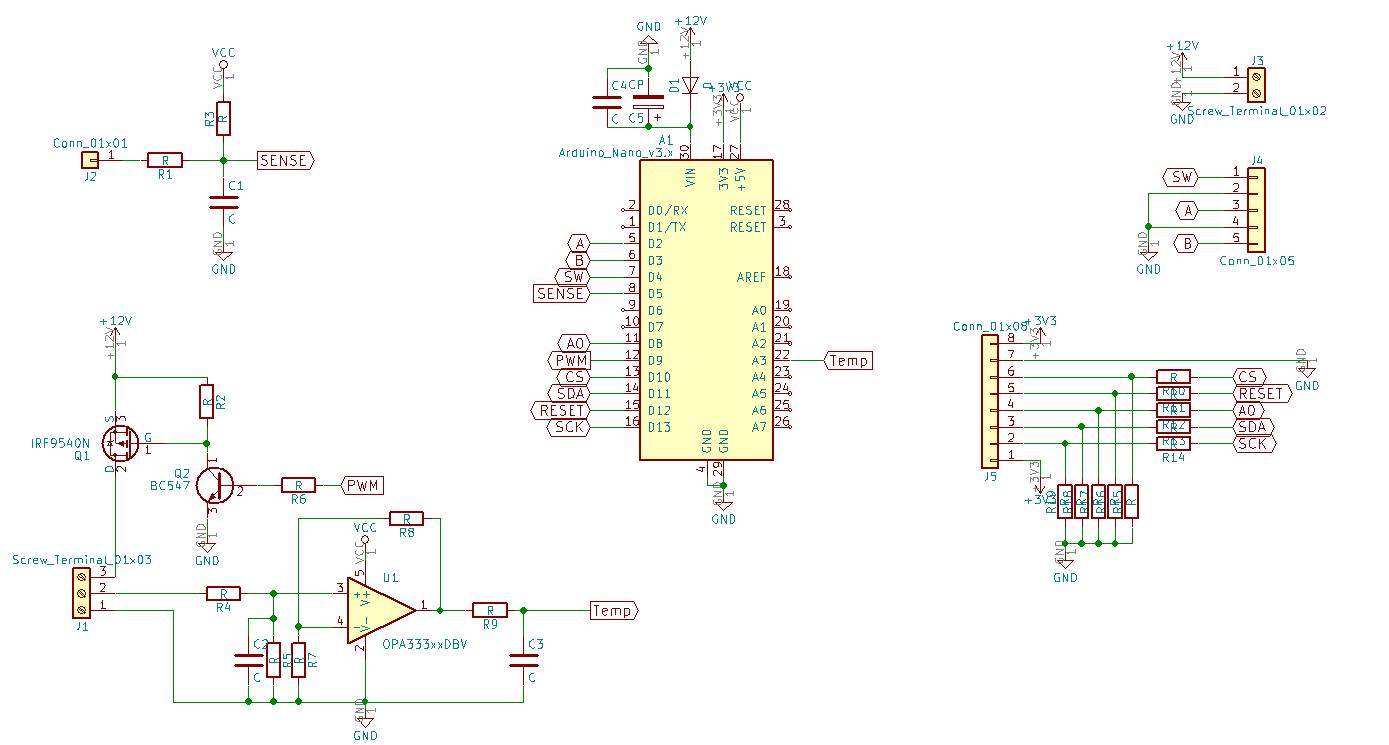 VCC
VCC
1
R3
R
Conn_01x01
1
J2
R
R1
SENSE
C1
C
GND
1
GND
GND
GND
1
+12V
+12V
1
C4
C
CP
C5
+
D1
D
+3V3
+3V3
1
VCC
VCC
1
A1
Arduino_Nano_v3.x
30
17
27
VIN
3V3
+5V
2
D0/RX
RESET
28
1
D1/TX
RESET
3
A
5
D2
B
6
D3
SW
7
D4
AREF
18
SENSE
8
D5
9
D6
A0
19
10
D7
A1
20
A0
11
D8
A2
21
PWM
12
D9
A3
22
Temp
CS
13
D10
A4
23
SDA
14
D11
A5
24
RESET
15
D12
A6
25
SCK
16
D13
A7
26
GND
GND
4
29
GND
1
GND
+12V
+12V
1
GND
1
GND
J3
1
2
Screw_Terminal_01x02
J4
SW
1
2
A
3
4
B
5
GND
1
GND
Conn_01x05
+12V
+12V
1
R
R2
S
3
IRF9540N
Q1
G
1
D
2
Q2
BC547
1
2
3
R
R6
PWM
GND
1
GND
Screw_Terminal_01x03
3
2
1
J1
R
R4
C2
C
R
R5
R
R7
R
R8
VCC
VCC
1
5
3
4
2
+
-
V+
V-
U1
1
OPA333xxDBV
R
R9
Temp
C3
C
GND
1
GND
Conn_01x08
+3V3
+3V3
1
8
7
6
5
4
3
2
1
J5
GND
1
GND
R
CS
R10
R
RESET
R11
R
A0
R12
R
SDA
R13
R
SCK
R14
+3V3
1
R
R
R
R
R
GND
1
GND